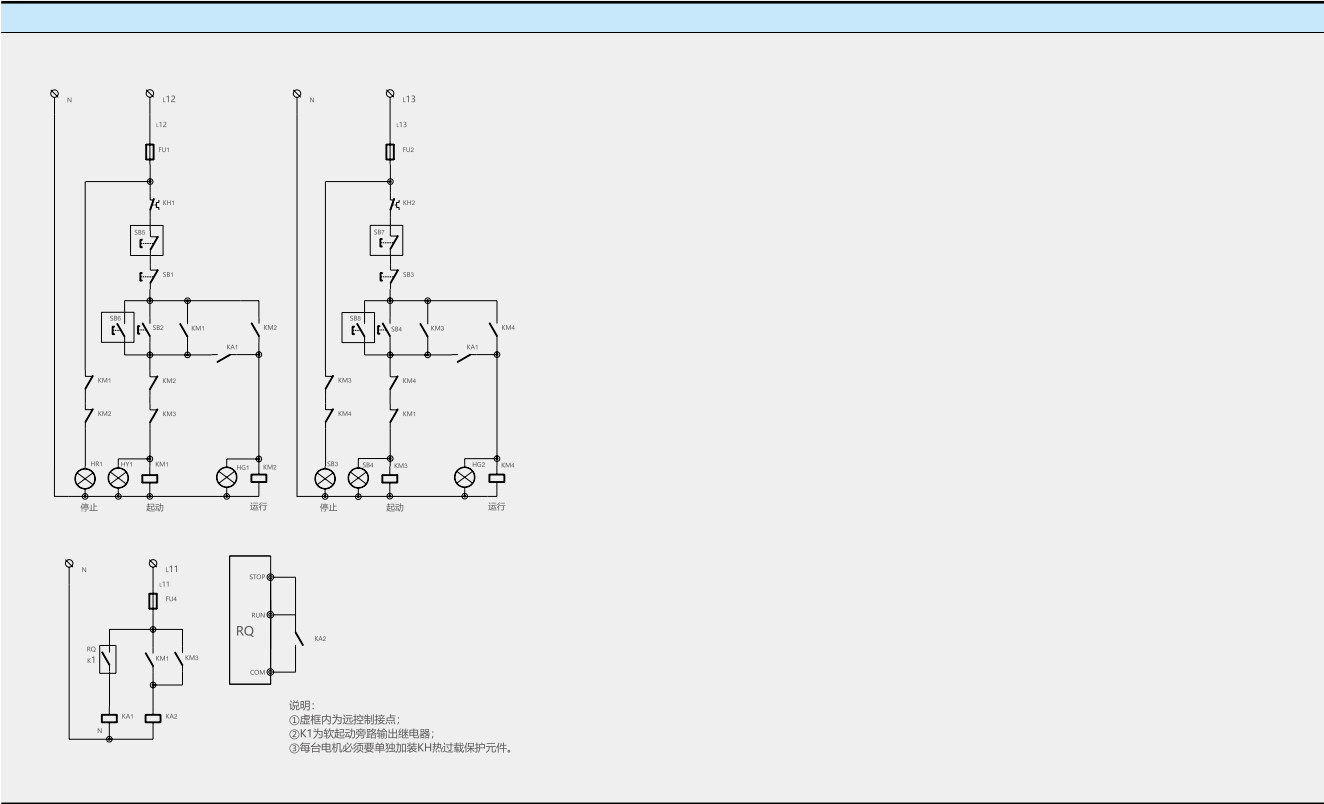 N L12 N L13
L12 L13
FU1 FU2
KH1 KH2
SB5 SB7
SB1 SB3
SB6 SB2 KM1 KM2 SB8 SB4 KM3 KM4
KA1 KA1
KM1 KM2 KM3 KM4
KM2 KM3 KM4 KM1
HR1 HY1 KM1 HG1 KM2 SB3 SB4 KM3 HG2 KM4
停止 起动 运行 停止 起动 运行
N L11
L11
STOP
FU4
RUN
RQ
KA2
RQ
K1 KM1 KM3
COM
KA1 KA2
N
说明：
①虚框内为远控制接点；
②K1为软起动旁路输出继电器；
③每台电机必须要单独加装KH热过载保护元件。